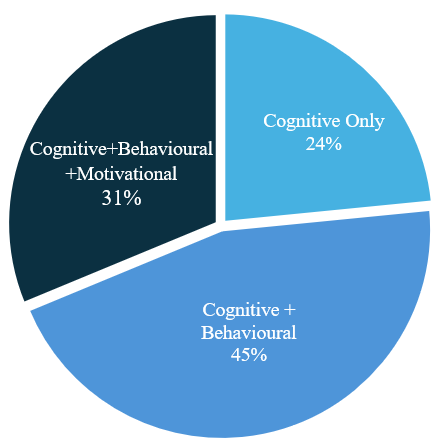 Cognitive Only
24%
Cognitive+Behavioural
+Motivational
31%
Cognitive +
Behavioural
45%